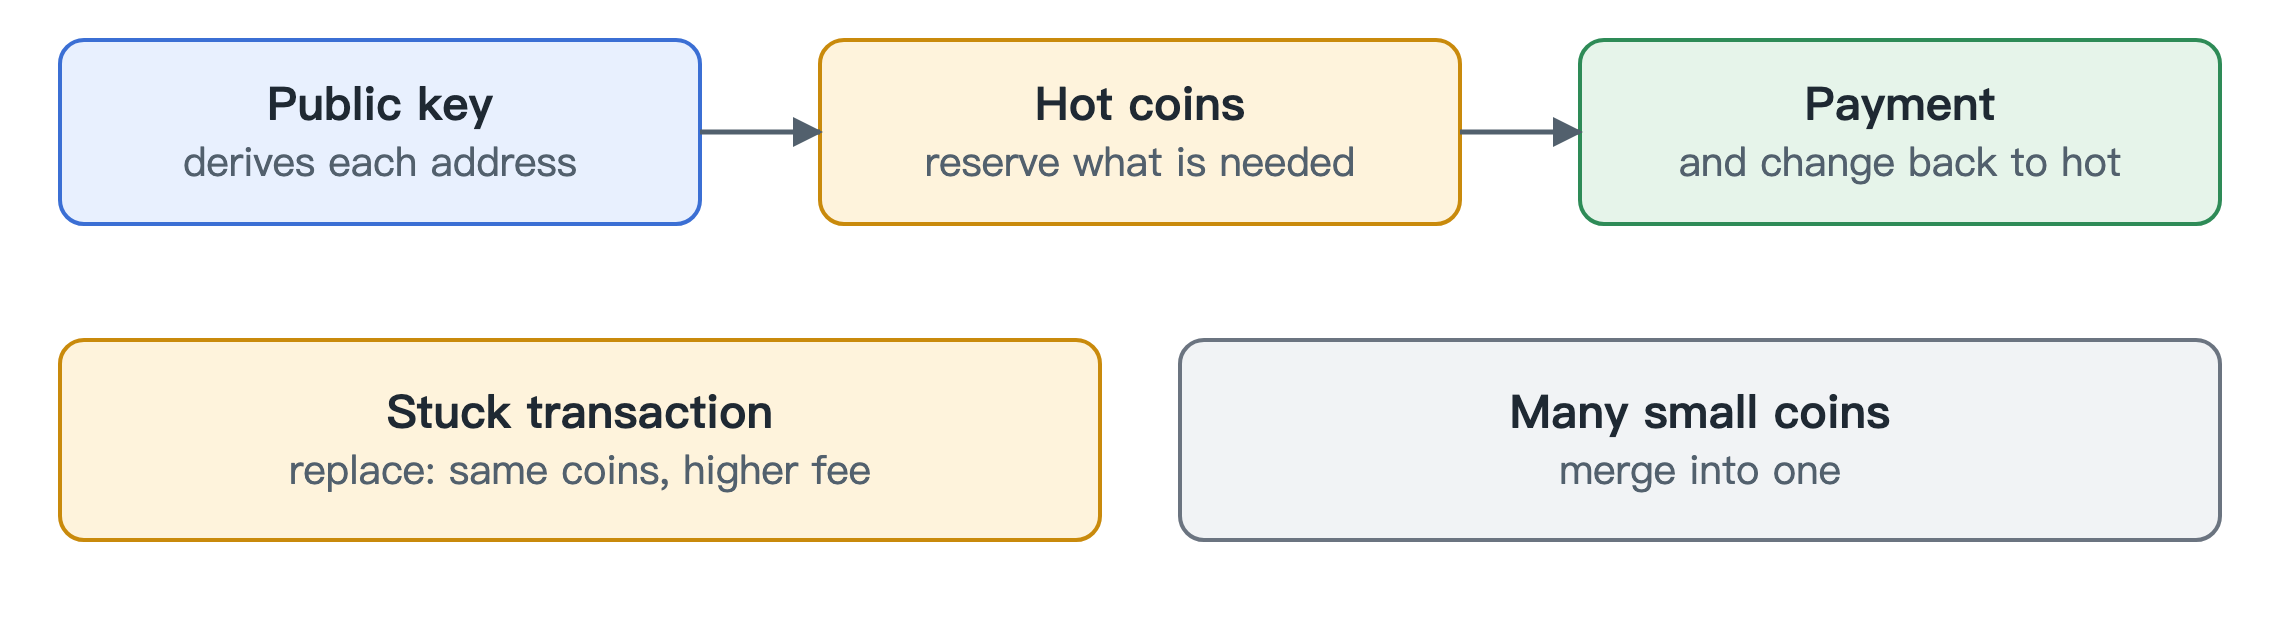 Public key
derives each address
Hot coins
reserve what is needed
Payment
and change back to hot
Stuck transaction
replace: same coins, higher fee
Many small coins
merge into one